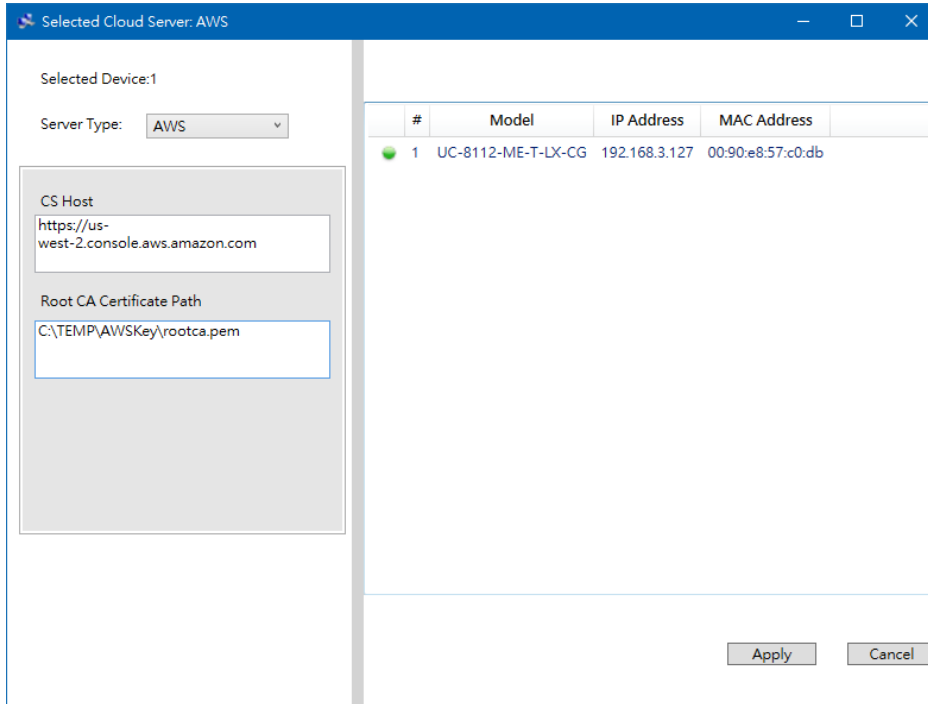 Selected Cloud Server: AWS
Selected Device:1
Server Type: AWS
CS Host
https://us-
west-2.console.aws.amazon.com
Root CA Certificate Path
C:\TEMP\AWSKey\rootca.pem
# Model IP Address MAC Address
1 UC-8112-ME-T-LX-CG 192.168.3.127 00:90:e8:57:c0:db
Apply Cancel